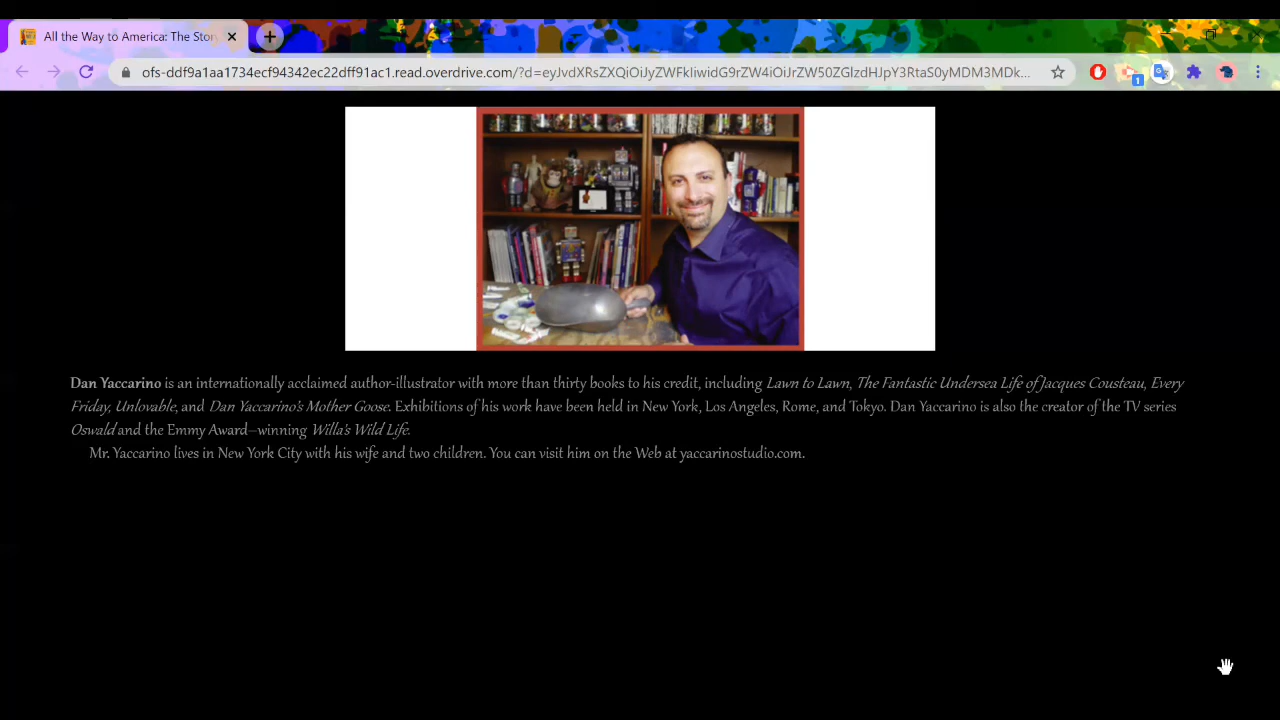 All the Way to America: The Stor
ofs-ddf9a1aa1734ecf94342ec22dff91ac1.read.overdrive.com/?d=eyJvdXRsZXQiOiJyZWFkIiwidG9rZW4iOiJrZW50ZGlzdHJpY3RtaS0yMDM3MDk...
1
Dan Yaccarino is an internationally acclaimed author-illustrator with more than thirty books to his credit, including Lawn to Lawn, The Fantastic Undersea Life of Jacques Cousteau, Every
Friday, Unlovable, and Dan Yaccarino's Mother Goose. Exhibitions of his work have been held in New York, Los Angeles, Rome, and Tokyo. Dan Yaccarino is also the creator of the TV series
Oswald and the Emmy Award–winning Willa's Wild Life.
Mr. Yaccarino lives in New York City with his wife and two children. You can visit him on the Web at yaccarinostudio.com.